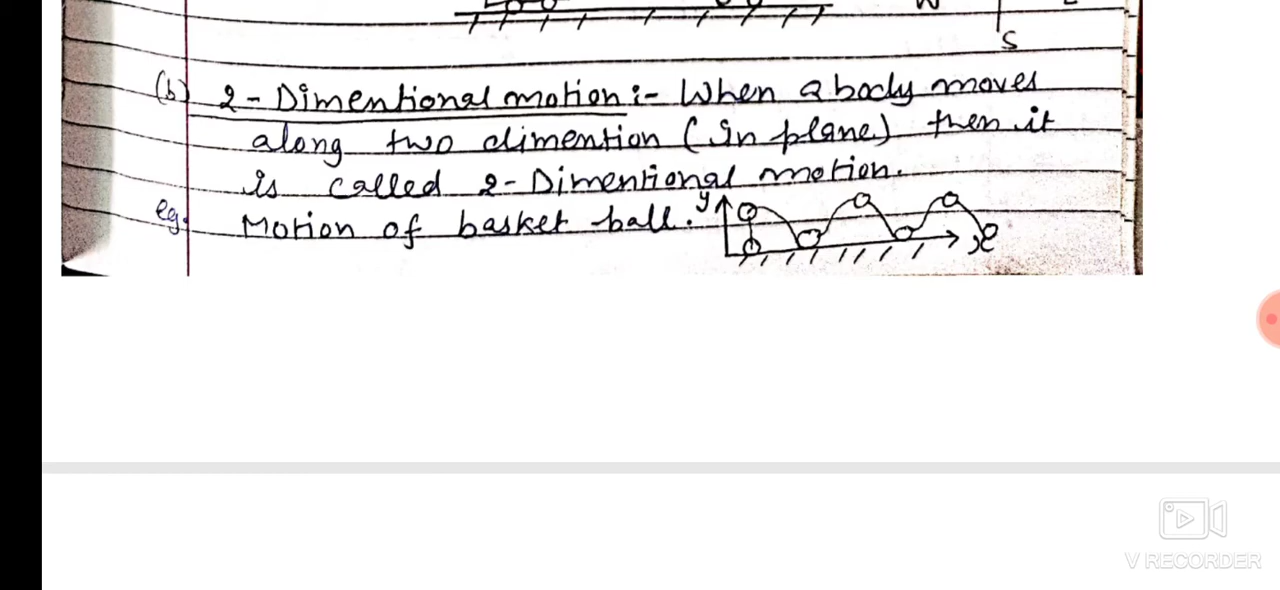 S
(b) 2-Dimentional motion:- When a body moves
along two dimention (in plane) then it
is called 2-Dimentional motion.
eg. Motion of basket ball. y
x
V RECORDER